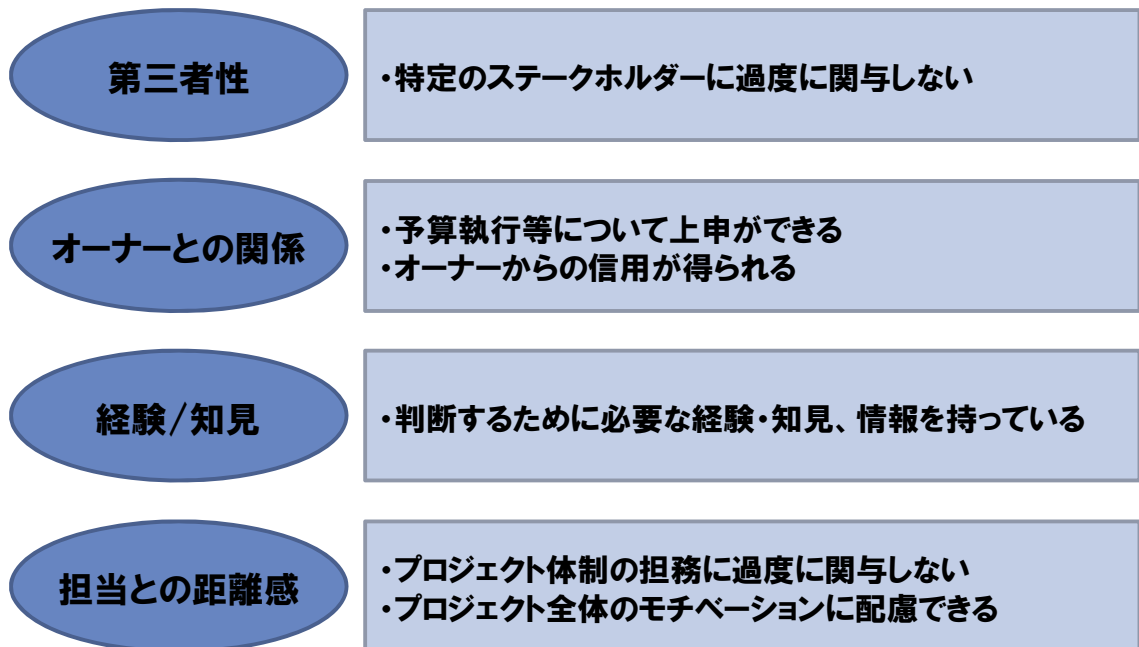 第三者性
・特定のステークホルダーに過度に関与しない
オーナーとの関係
・予算執行等について上申ができる
・オーナーからの信用が得られる
経験/知見
・判断するために必要な経験・知見、情報を持っている
担当との距離感
・プロジェクト体制の担務に過度に関与しない
・プロジェクト全体のモチベーションに配慮できる